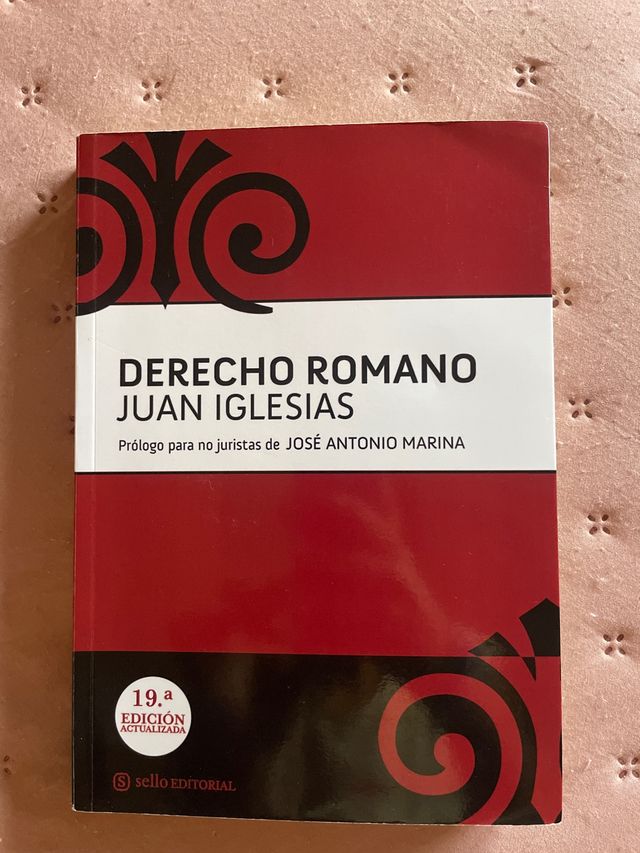 DERECHO ROMANO
JUAN IGLESIAS
Prólogo para no juristas de JOSÉ ANTONIO MARINA
19.ª
EDICIÓN
ACTUALIZADA
S sello EDITORIAL